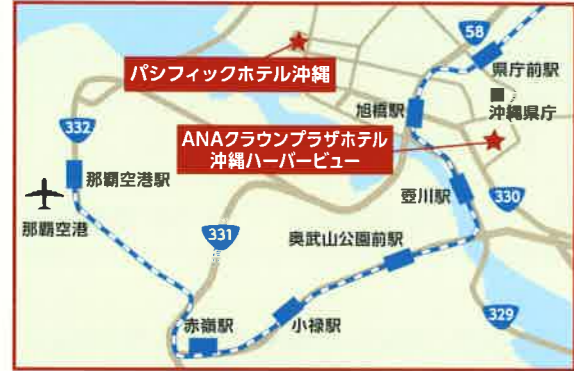 58
パシフィックホテル沖縄
県庁前駅
旭橋駅
沖縄県庁
332
ANAクラウンプラザホテル
沖縄ハーバービュー
那覇空港駅
壺川駅
330
那覇空港
331
奥武山公園前駅
329
赤嶺駅
小禄駅